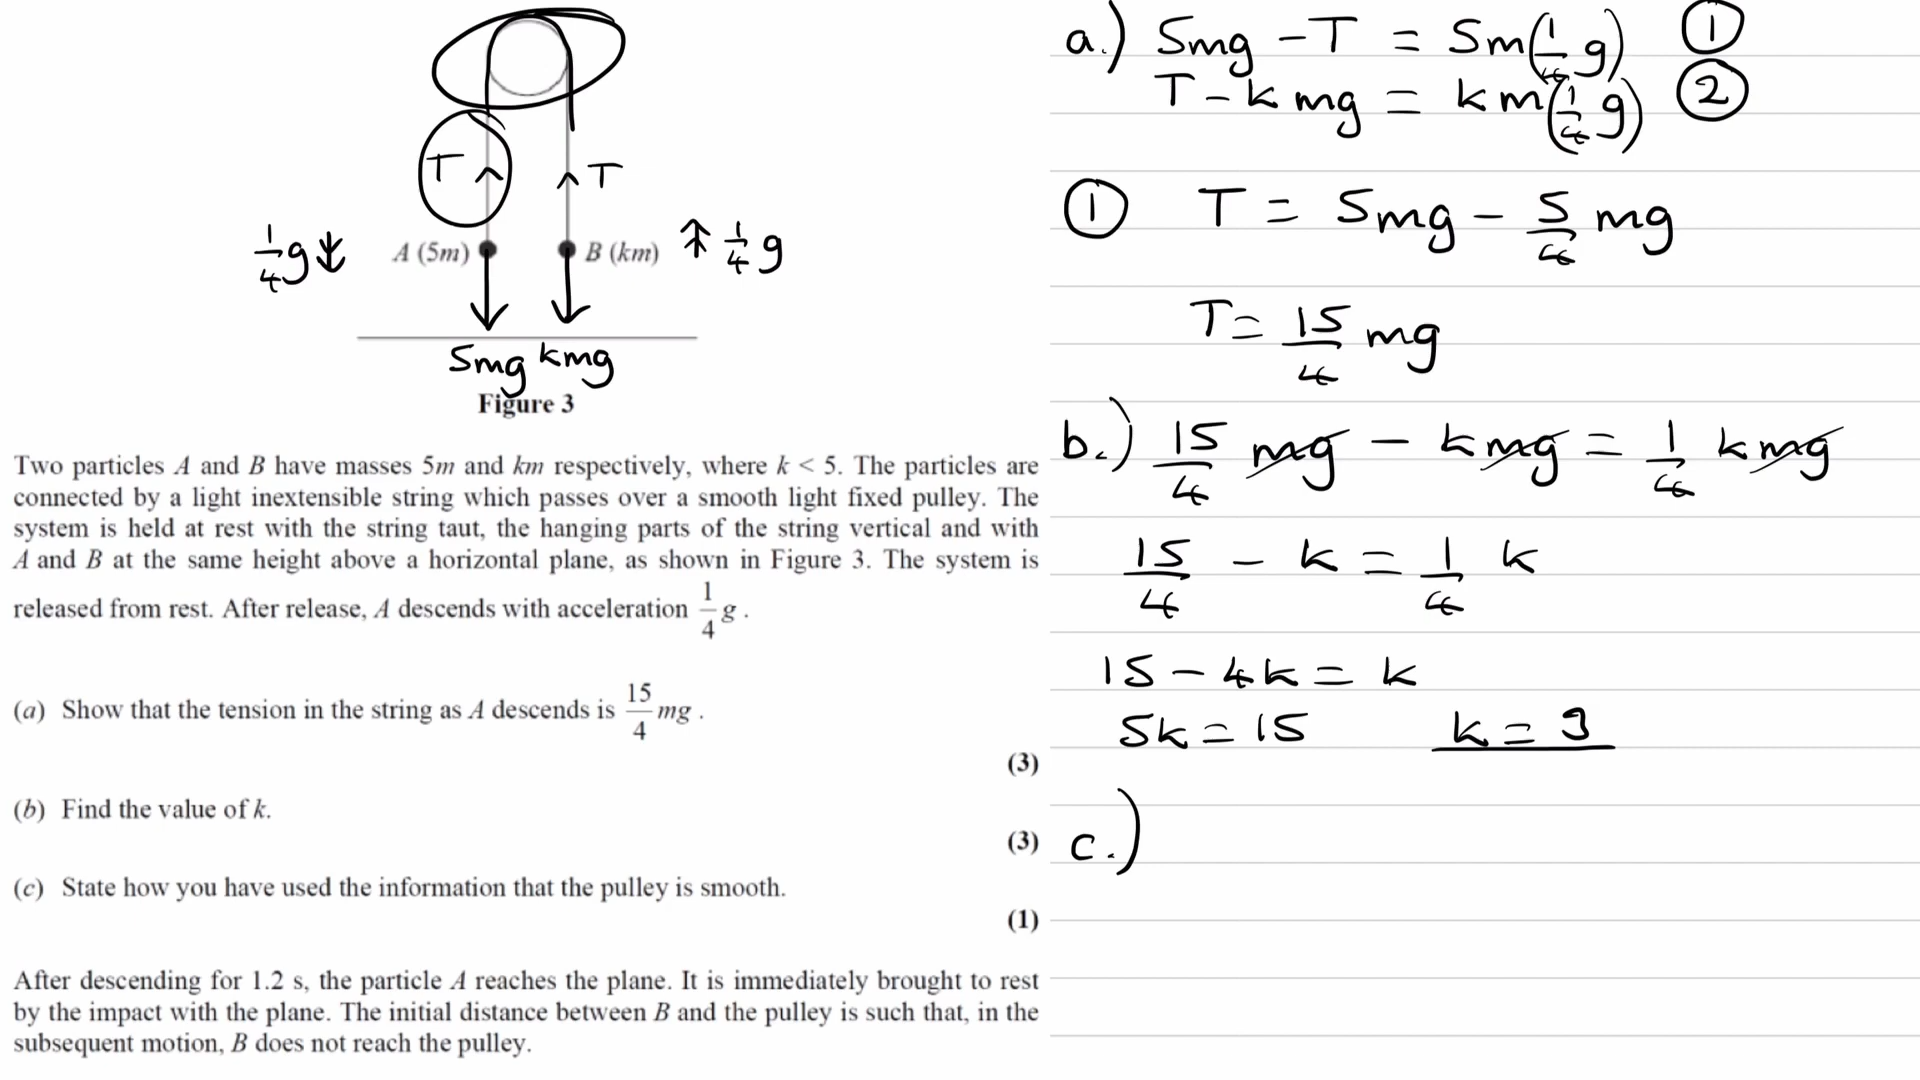 T
T
1/4 g
A (5m)
B (km)
1/4 g
5mg
kmg
Figure 3
Two particles A and B have masses 5m and km respectively, where k < 5. The particles are
connected by a light inextensible string which passes over a smooth light fixed pulley. The
system is held at rest with the string taut, the hanging parts of the string vertical and with
A and B at the same height above a horizontal plane, as shown in Figure 3. The system is
released from rest. After release, A descends with acceleration 1/4 g .
(a) Show that the tension in the string as A descends is 15/4 mg .
(3)
(b) Find the value of k.
(3)
(c) State how you have used the information that the pulley is smooth.
(1)
After descending for 1.2 s, the particle A reaches the plane. It is immediately brought to rest
by the impact with the plane. The initial distance between B and the pulley is such that, in the
subsequent motion, B does not reach the pulley.
a.) 5mg - T = 5m(1/4 g) ①
T - kmg = km(1/4 g) ②
① T = 5mg - 5/4 mg
T = 15/4 mg
b.) 15/4 mg - kmg = 1/4 kmg
15/4 - k = 1/4 k
15 - 4k = k
5k = 15 k = 3
c.)